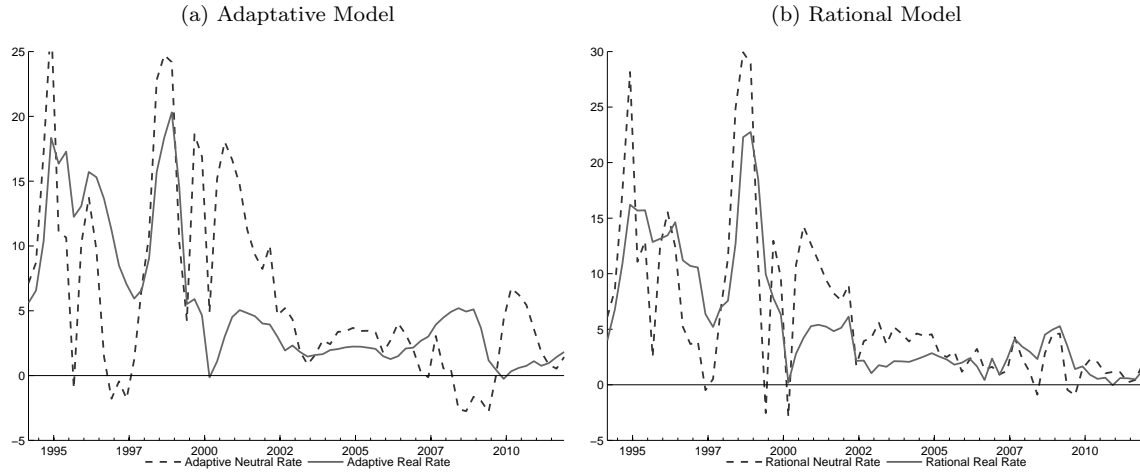 (a) Adaptative Model
25
20
15
10
5
0
−5
1995 1997 2000 2002 2005 2007 2010
Adaptive Neutral Rate Adaptive Real Rate
(b) Rational Model
30
25
20
15
10
5
0
−5
1995 1997 2000 2002 2005 2007 2010
Rational Neutral Rate Rational Real Rate